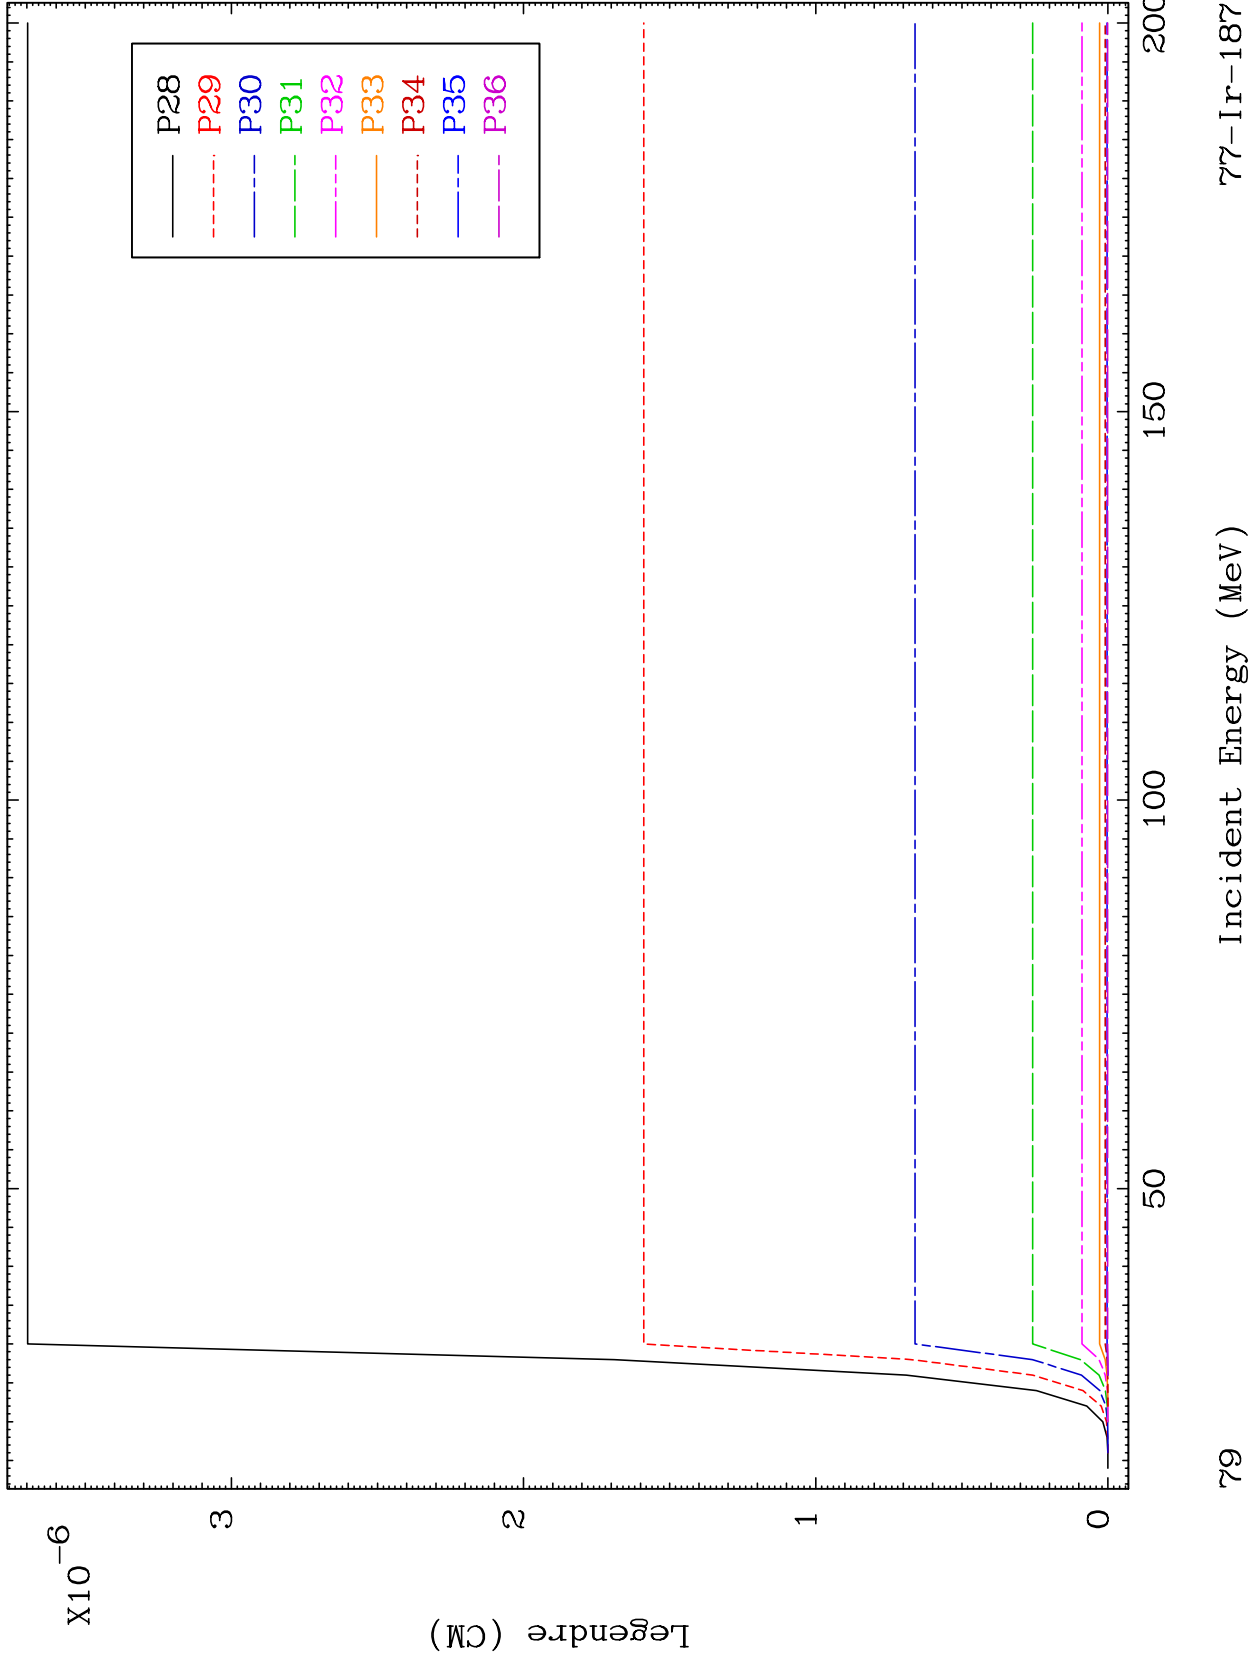 X10⁻⁶
Legendre (CM)
3
2
1
0
P28
P29
P30
P31
P32
P33
P34
P35
P36
50
100
150
200
79
Incident Energy (MeV)
77-Ir-187